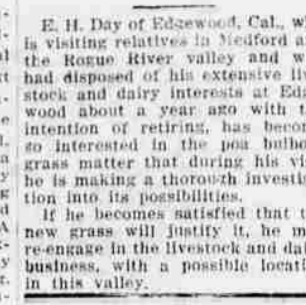 E. H. Day of Edgewood, Cal., w
is visiting relatives in Medford a
the Rogue River valley and w
had disposed of his extensive li
stock and dairy interests at Ed
wood about a year ago with t
intention of retiring, has becom
so interested in the poa bulbo
grass matter that during his vi
he is making a thorough investig
tion into its possibilities.
If he becomes satisfied that t
new grass will justify it, he m
re-engage in the livestock and dai
business, with a possible locati
in this valley.